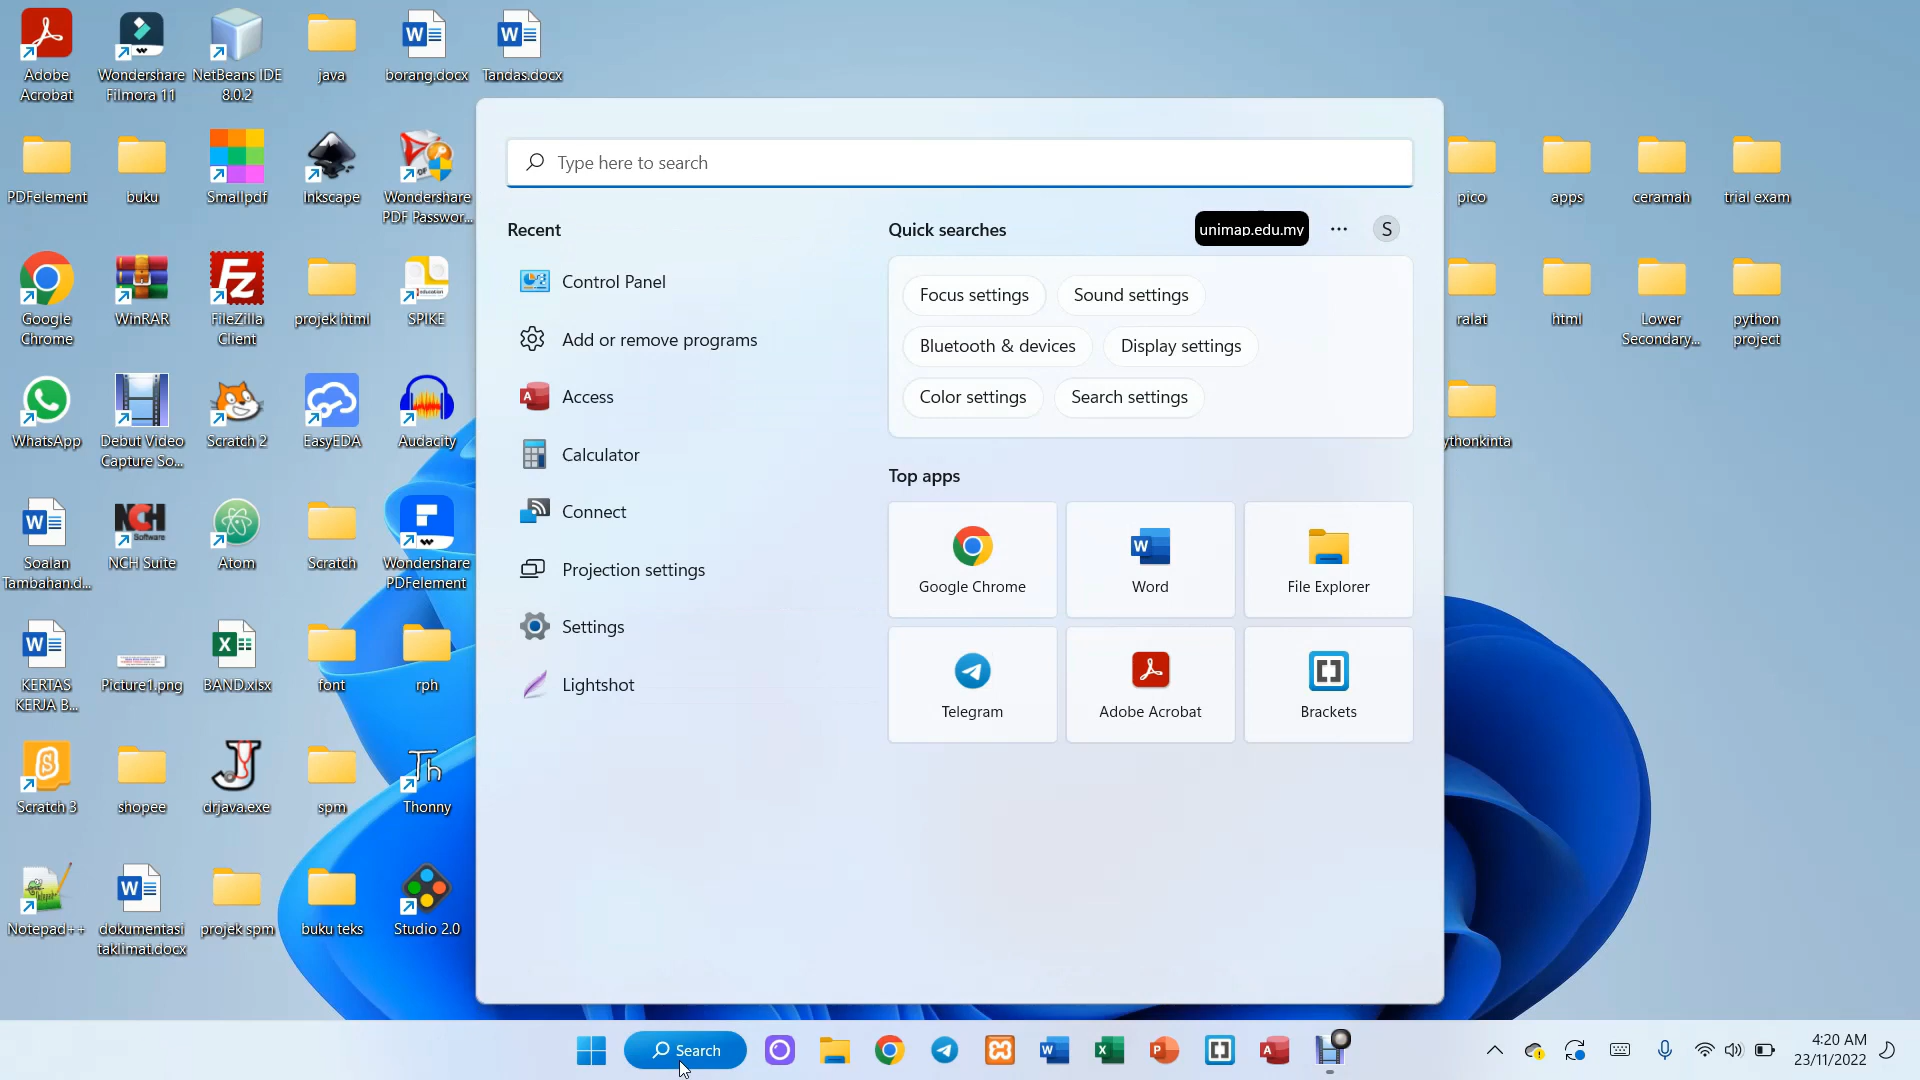 Adobe
Acrobat
Wondershare
Filmora 11
NetBeans IDE
8.0.2
java
borang.docx
Tandas.docx
PDFelement
buku
Smallpdf
Inkscape
Wondershare
PDF Passwor...
Google
Chrome
WinRAR
FileZilla
Client
projek html
SPIKE
WhatsApp
Debut Video
Capture So...
Scratch 2
EasyEDA
Audacity
Soalan
Tambahan.d...
NCH Suite
Atom
Scratch
Wondershare
PDFelement
KERTAS
KERJA B...
Picture1.png
BAND.xlsx
font
rph
Scratch 3
shopee
drjava.exe
spm
Thonny
Notepad++
dokumentasi
taklimat.docx
projek spm
buku teks
Studio 2.0
Type here to search
Recent
Control Panel
Add or remove programs
Access
Calculator
Connect
Projection settings
Settings
Lightshot
Quick searches
unimap.edu.my
S
Focus settings
Sound settings
Bluetooth & devices
Display settings
Color settings
Search settings
Top apps
Google Chrome
Word
File Explorer
Telegram
Adobe Acrobat
Brackets
pico
apps
ceramah
trial exam
ralat
html
Lower
Secondary...
python
project
ythonkinta
Search
4:20 AM
23/11/2022